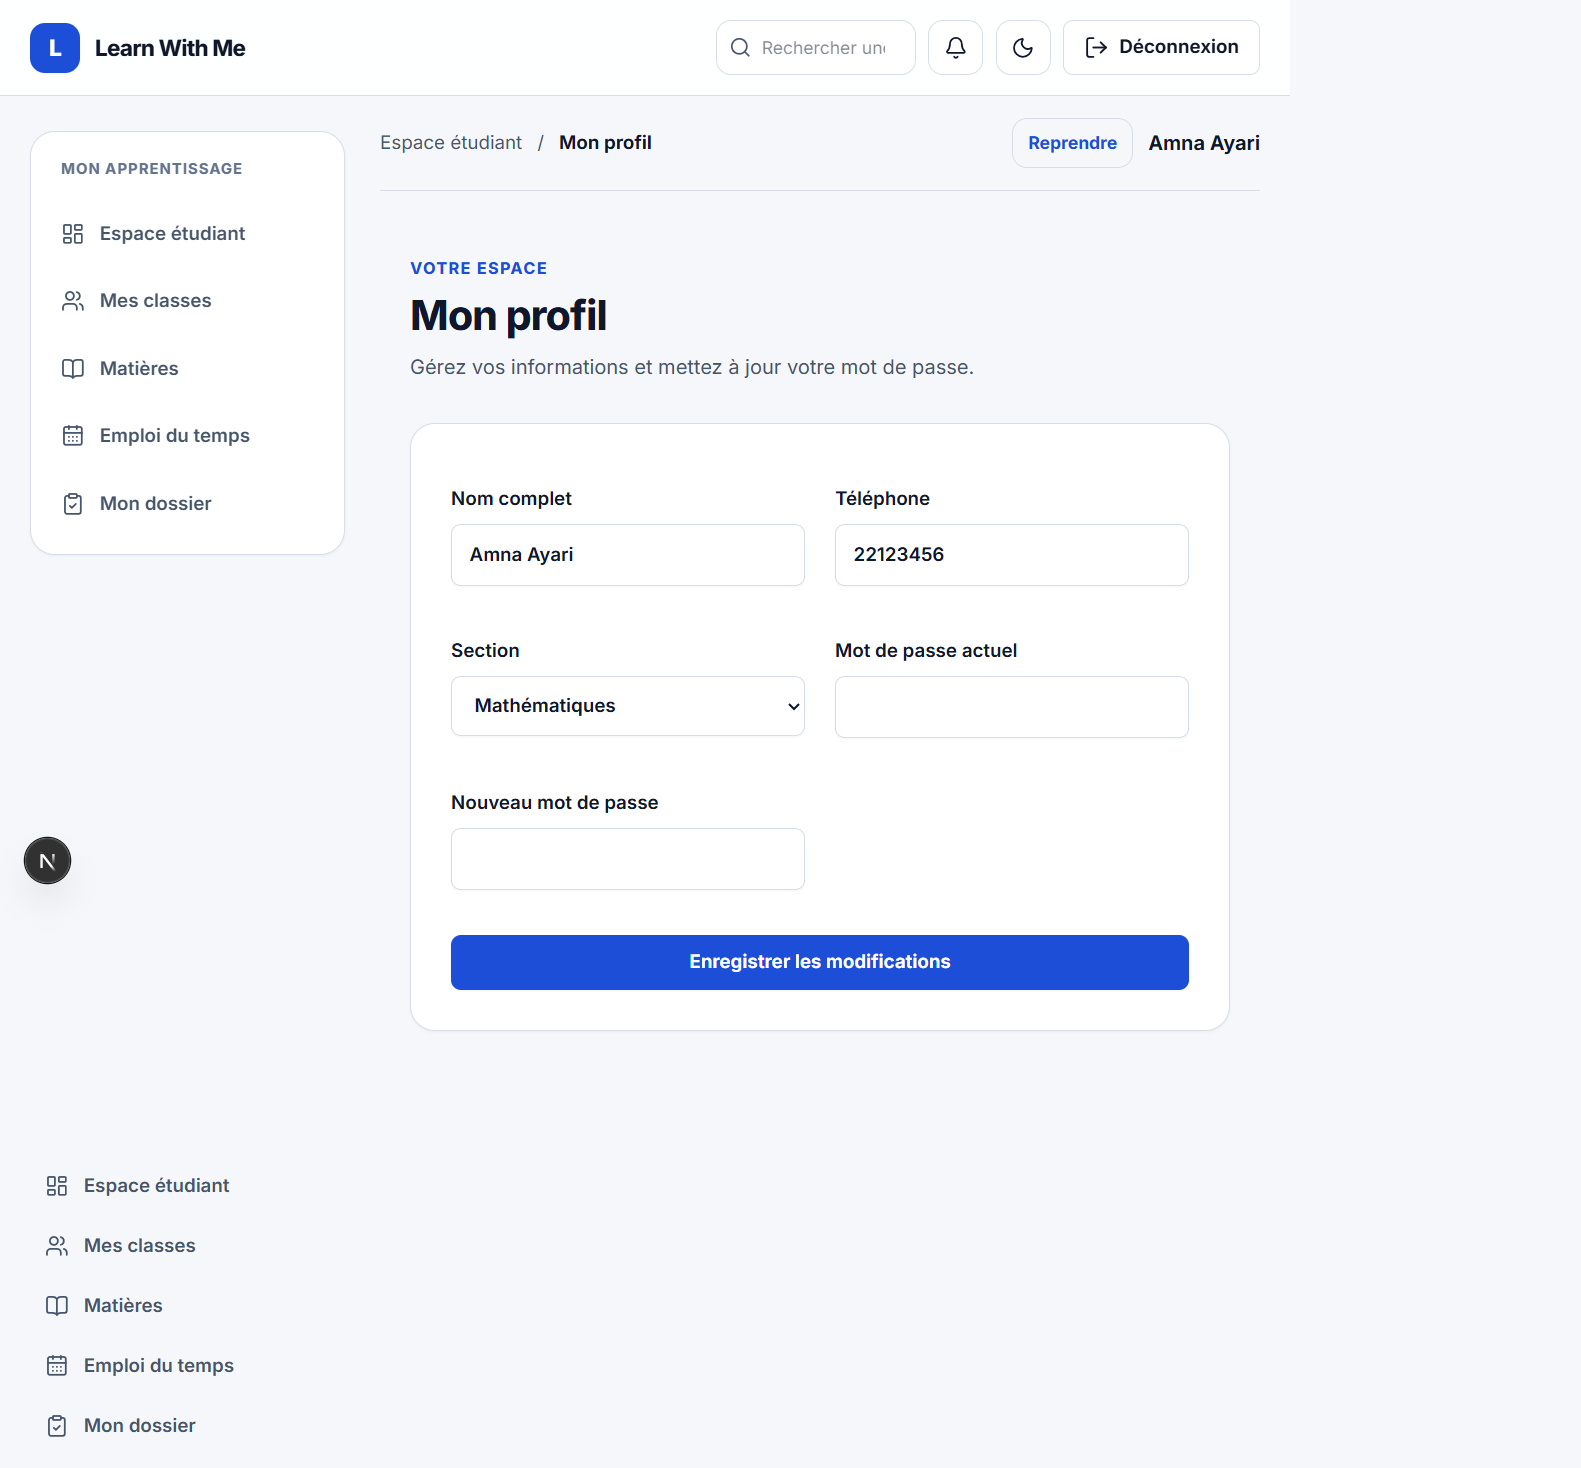 L Learn With Me
Rechercher un
Déconnexion
MON APPRENTISSAGE
Espace étudiant
Mes classes
Matières
Emploi du temps
Mon dossier
Espace étudiant / Mon profil
Reprendre
Amna Ayari
VOTRE ESPACE
Mon profil
Gérez vos informations et mettez à jour votre mot de passe.
Nom complet
Amna Ayari
Téléphone
22123456
Section
Mathématiques
Mot de passe actuel
Nouveau mot de passe
Enregistrer les modifications
N
Espace étudiant
Mes classes
Matières
Emploi du temps
Mon dossier